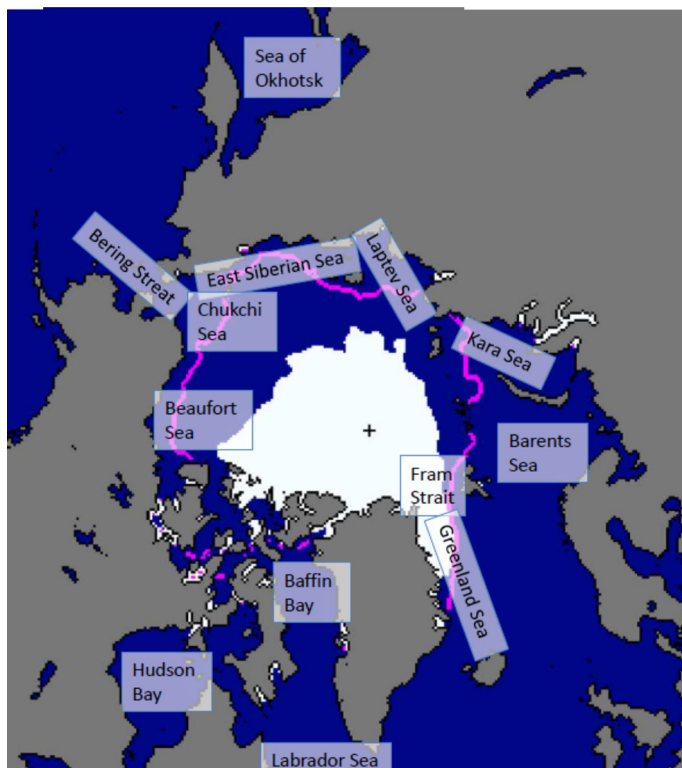 Sea of
Okhotsk
Bering Streat
East Siberian Sea
Laptev Sea
Chukchi
Sea
Kara Sea
Beaufort
Sea
Barents
Sea
Fram
Strait
Greenland Sea
Baffin
Bay
Hudson
Bay
Labrador Sea